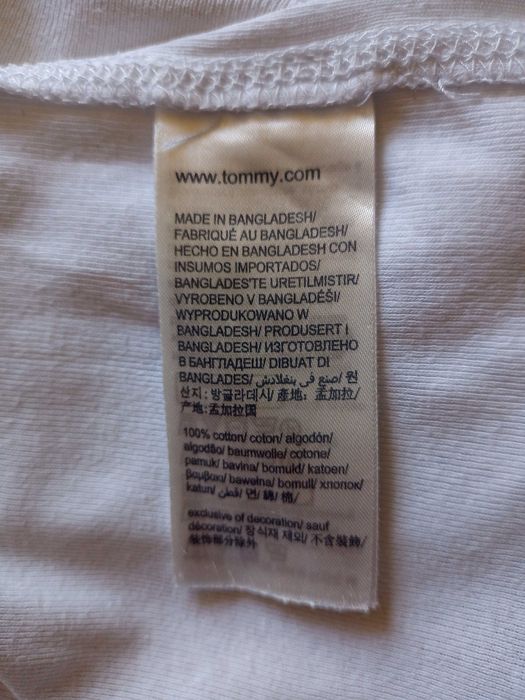 www.tommy.com
MADE IN BANGLADESH/
FABRIQUÉ AU BANGLADESH/
HECHO EN BANGLADESH CON
INSUMOS IMPORTADOS/
BANGLADES'TE URETILMISTIR/
VYROBENO V BANGLADÉŠI/
WYPRODUKOWANO W
BANGLADESH/ PRODUSERT I
BANGLADESH/ ИЗГОТОВЛЕНО
В БАНГЛАДЕШ/ DIBUAT DI
BANGLADES/ صنع في بنغلادش/ 원
산지: 방글라데시/ 產地: 孟加拉/
产地:孟加拉国
100% cotton/ coton/ algodón/
algodão/ baumwolle/ cotone/
pamuk/ bavlna/ bomuld/ katoen/
βαμβακι/ bawełna/ bomull/ хлопок/
katun/ قطن/ 면/ 綿/ 棉/
exclusive of decoration/ sauf
décoration/ 장식재 제외/ 不含裝飾/
装饰部分除外